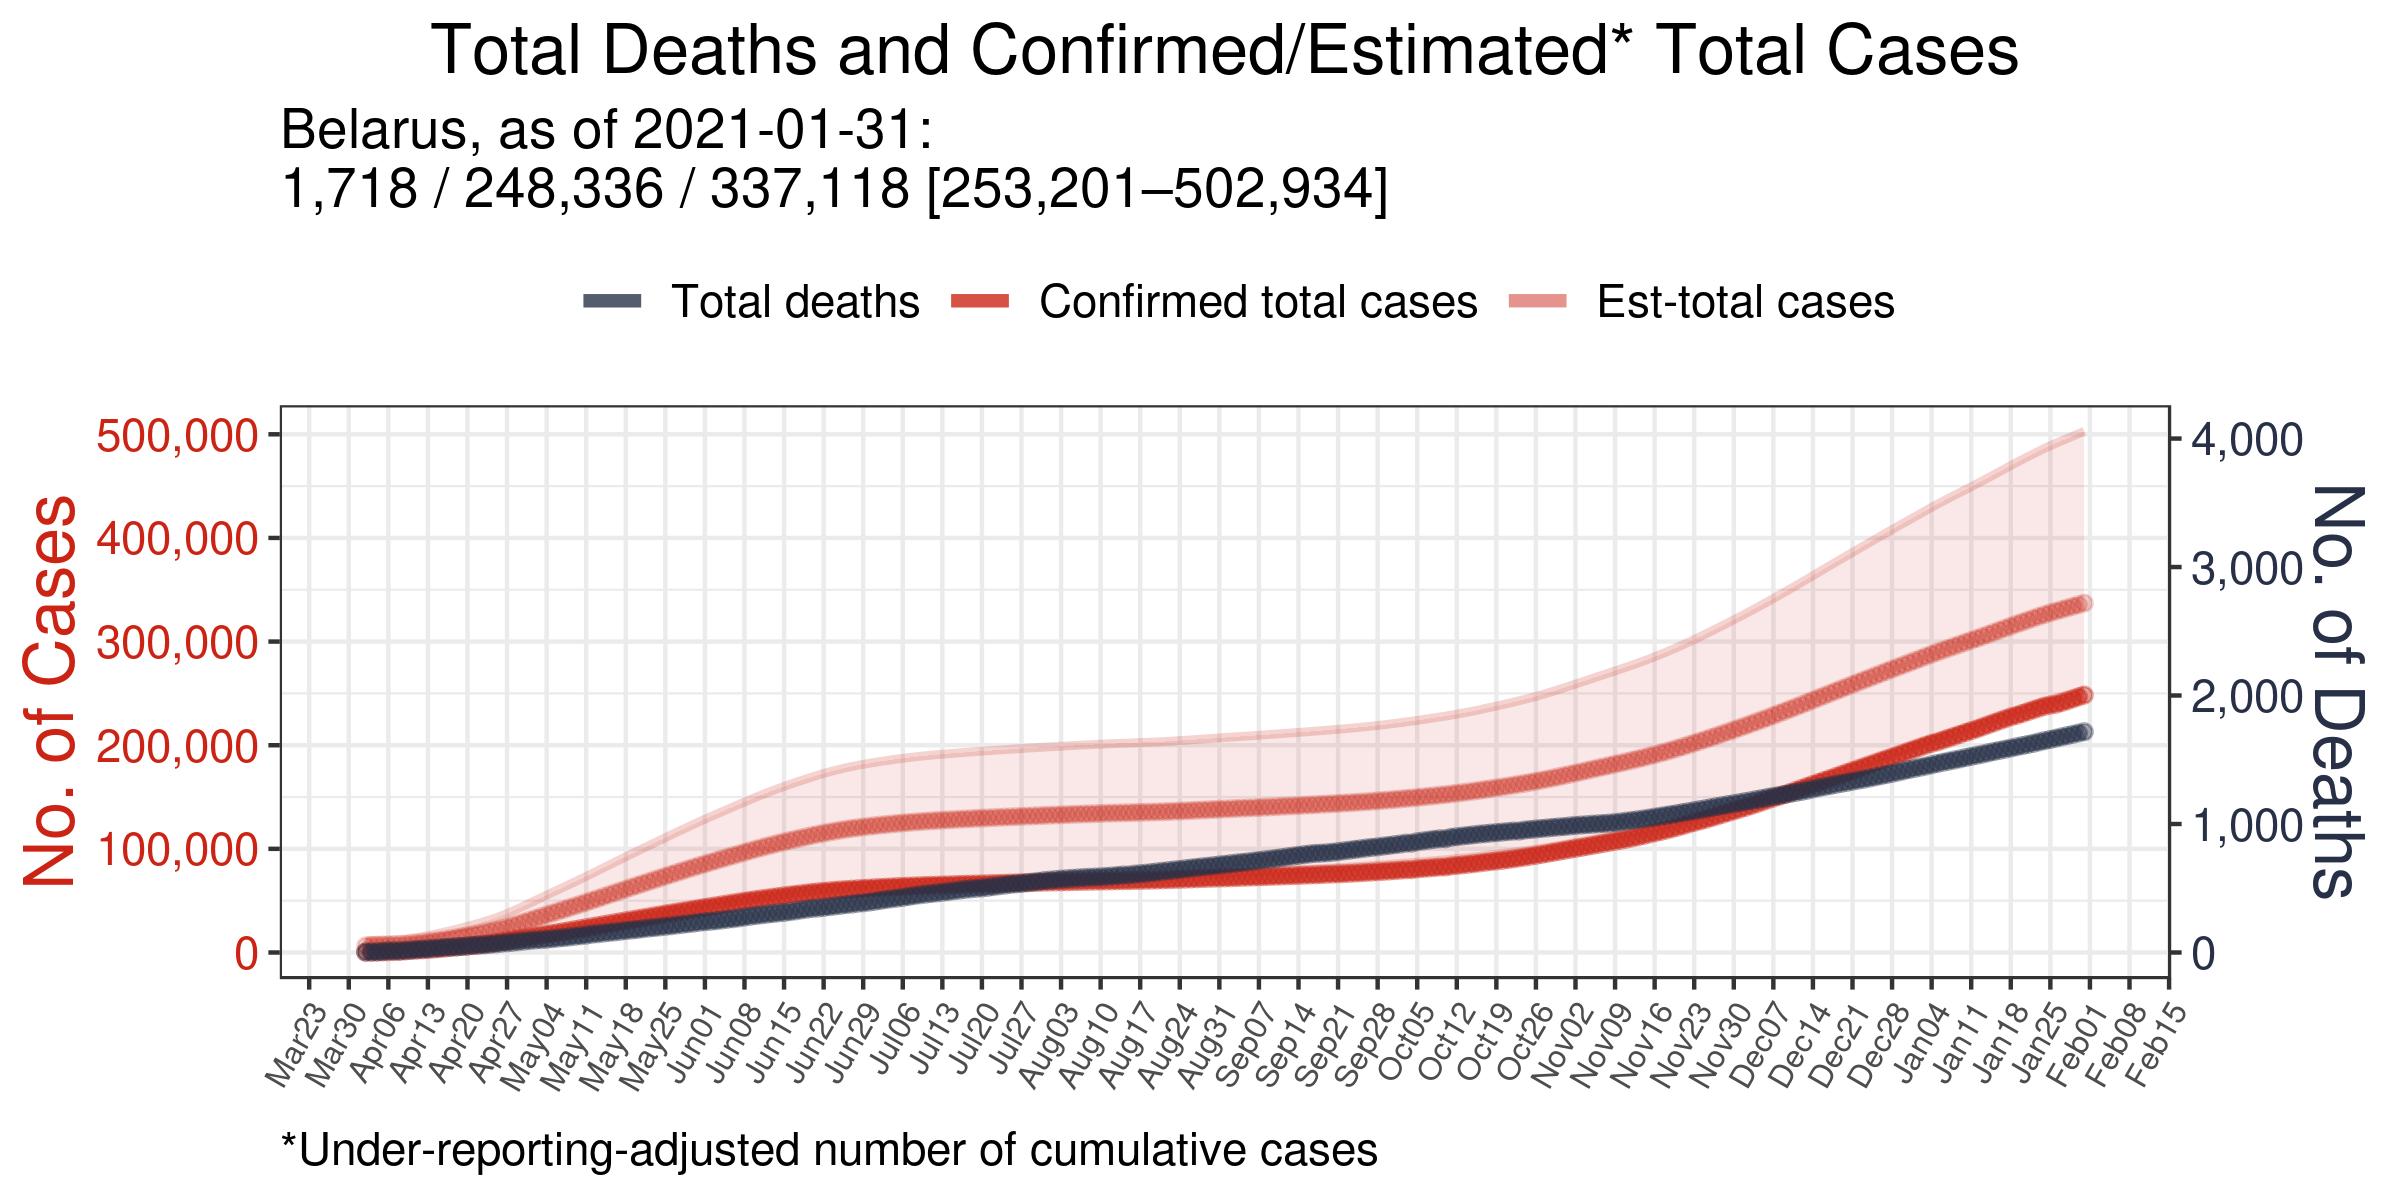 Total Deaths and Confirmed/Estimated* Total Cases
Belarus, as of 2021-01-31:
1,718 / 248,336 / 337,118 [253,201–502,934]
Total deaths Confirmed total cases Est-total cases
No. of Cases
500,000
400,000
300,000
200,000
100,000
0
4,000
3,000
2,000
1,000
0
No. of Deaths
Mar23 Mar30 Apr06 Apr13 Apr20 Apr27 May04 May11 May18 May25 Jun01 Jun08 Jun15 Jun22 Jun29 Jul06 Jul13 Jul20 Jul27 Aug03 Aug10 Aug17 Aug24 Aug31 Sep07 Sep14 Sep21 Sep28 Oct05 Oct12 Oct19 Oct26 Nov02 Nov09 Nov16 Nov23 Nov30 Dec07 Dec14 Dec21 Dec28 Jan04 Jan11 Jan18 Jan25 Feb01 Feb08 Feb15
*Under-reporting-adjusted number of cumulative cases